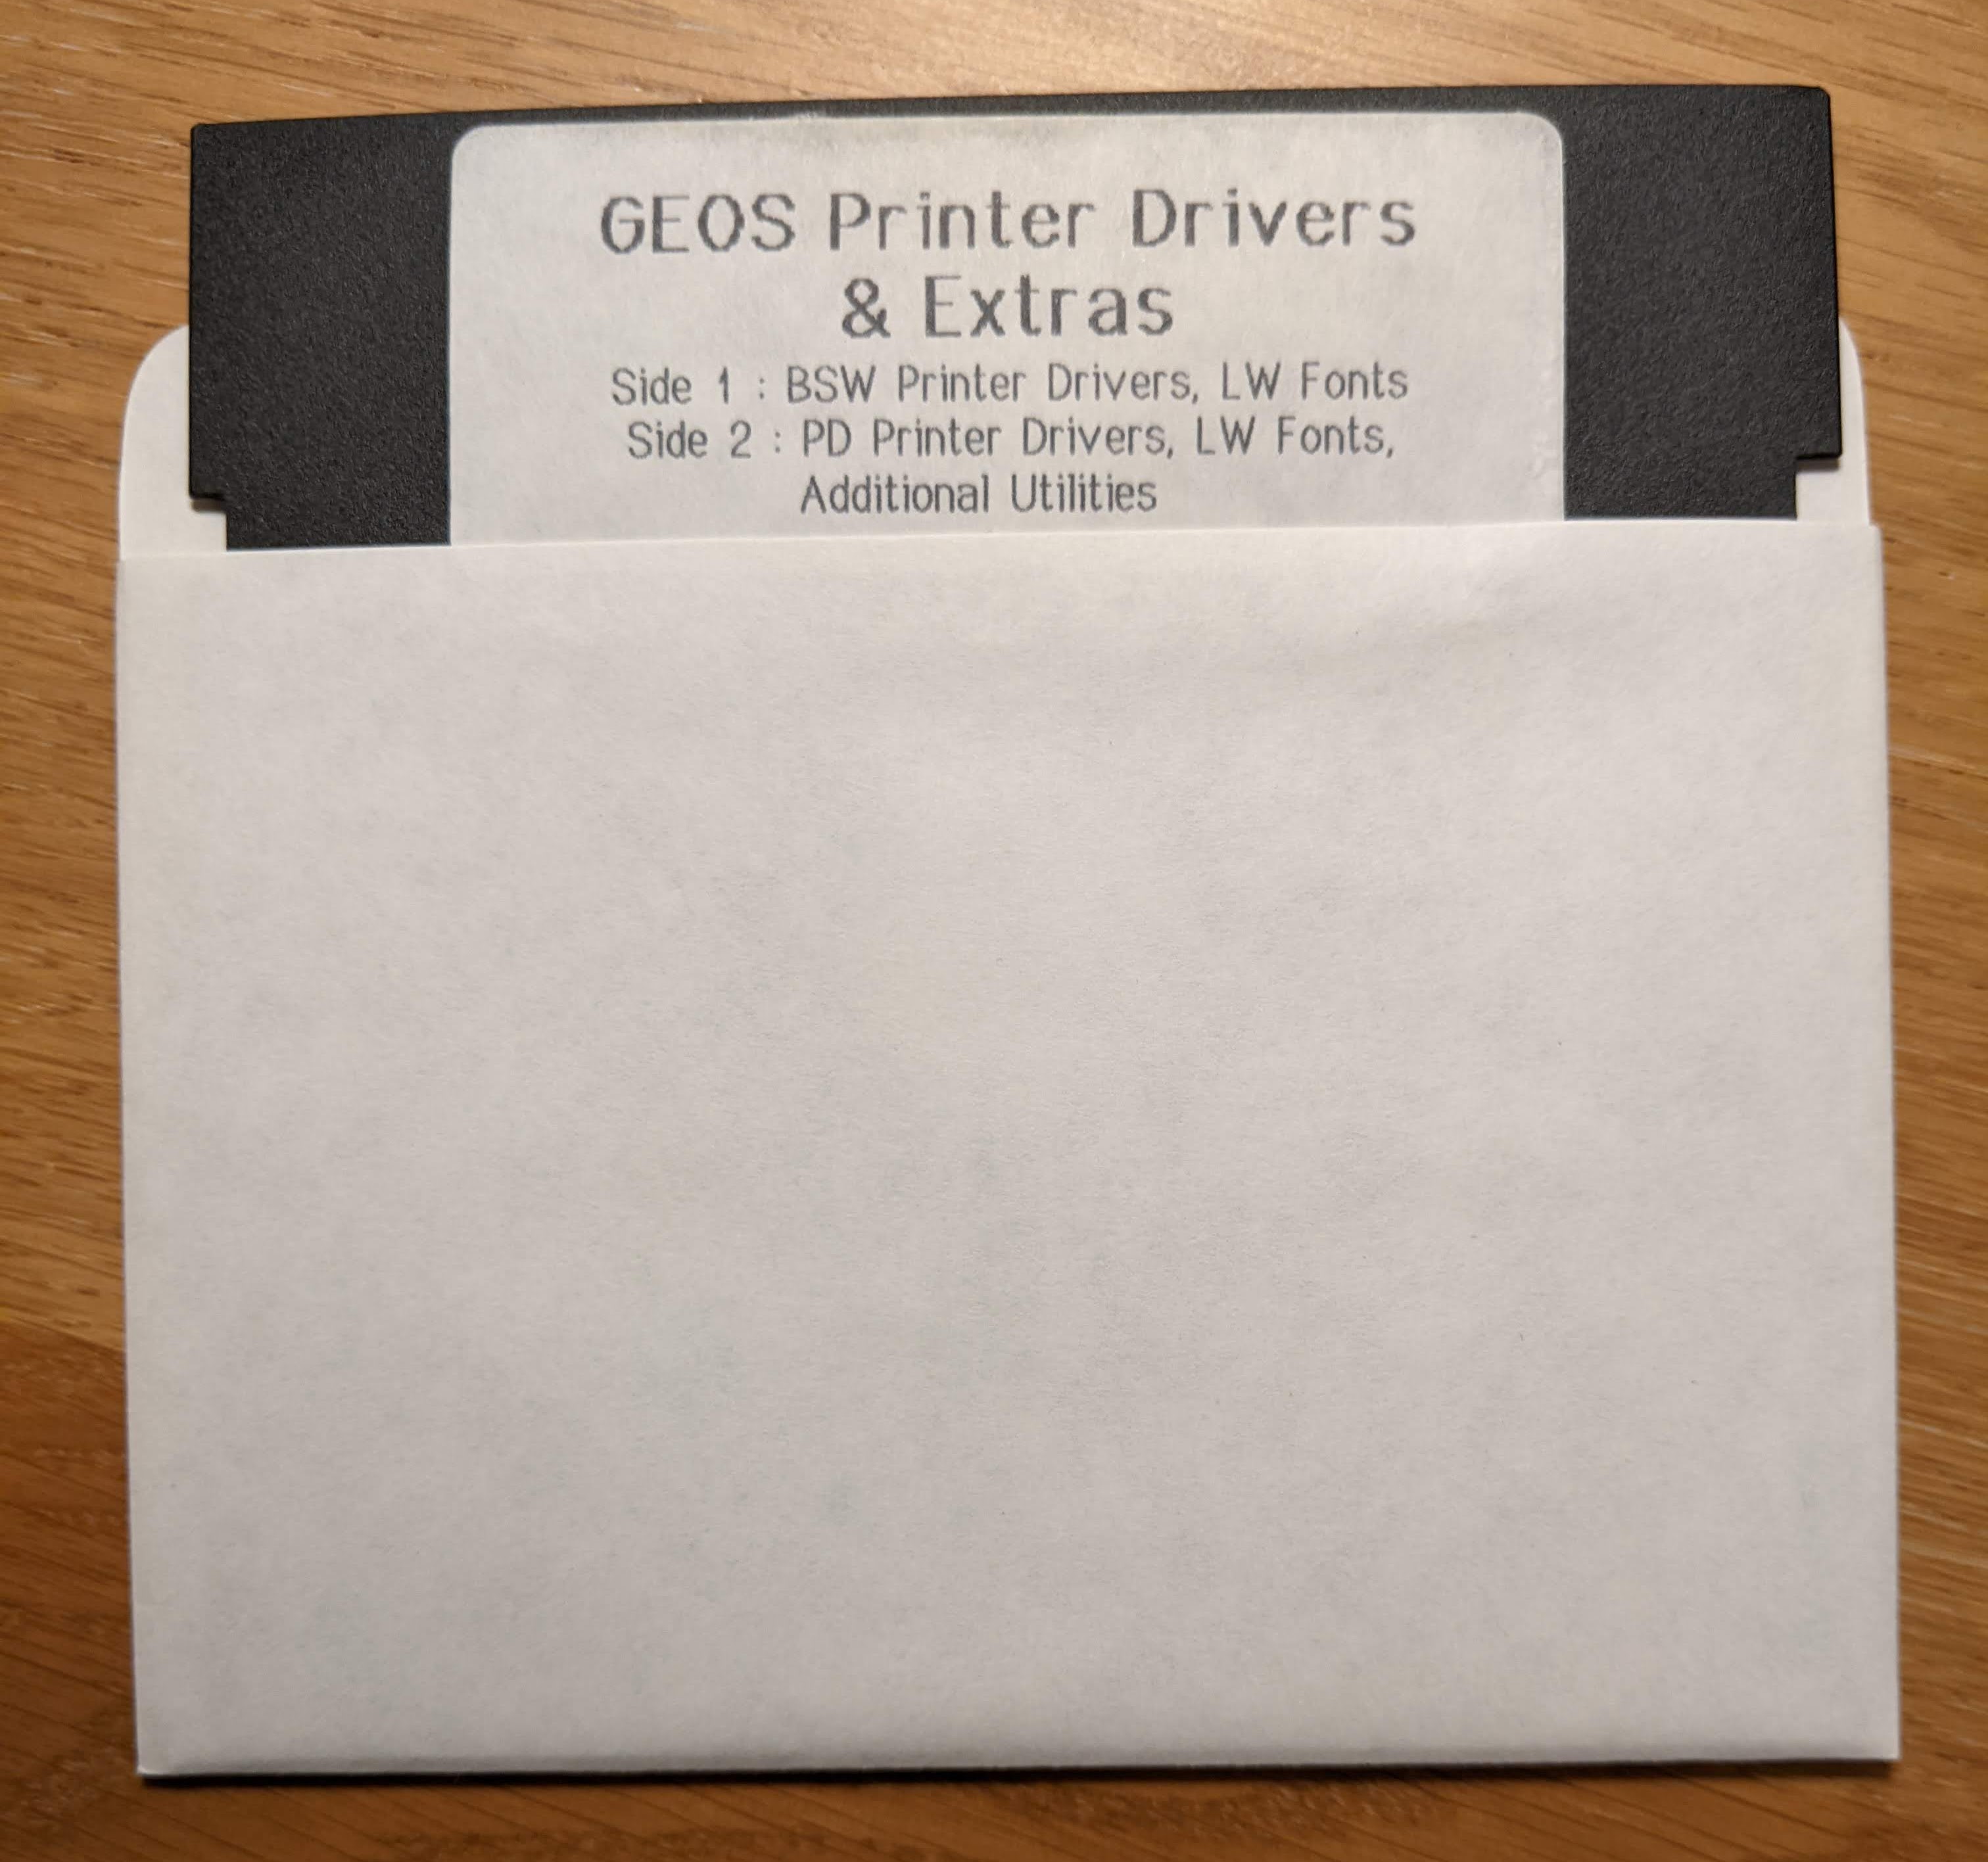 GEOS Printer Drivers
& Extras
Side 1 : BSW Printer Drivers, LW Fonts
Side 2 : PD Printer Drivers, LW Fonts,
Additional Utilities